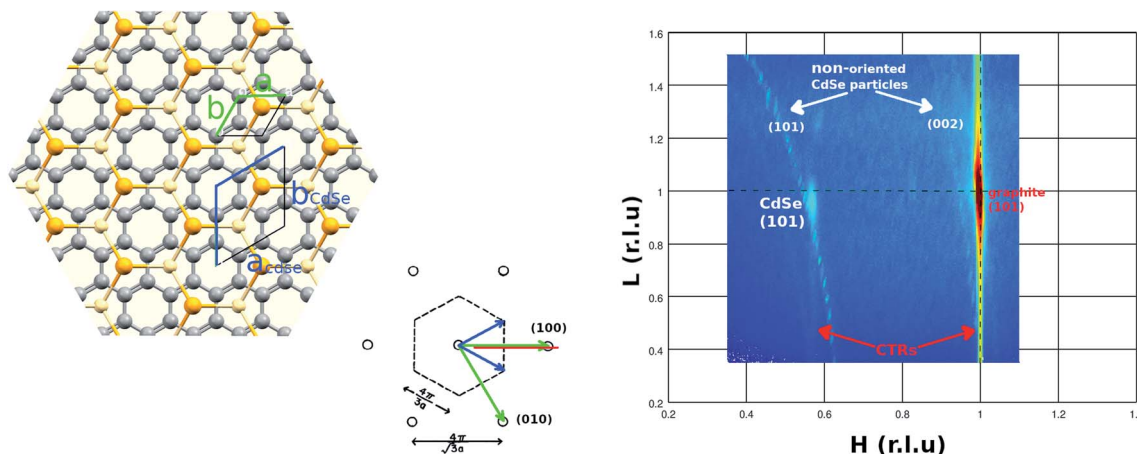 a
b
bCdSe
acdse
(100)
(010)
4π
3a
4π
√3a
1.6
1.4
1.2
1
0.8
0.6
0.4
0.2
L (r.l.u)
non-oriented
CdSe particles
(101)
(002)
CdSe
(101)
graphite
(101)
CTRs
0.2
0.4
0.6
0.8
1
1.2
H (r.l.u)